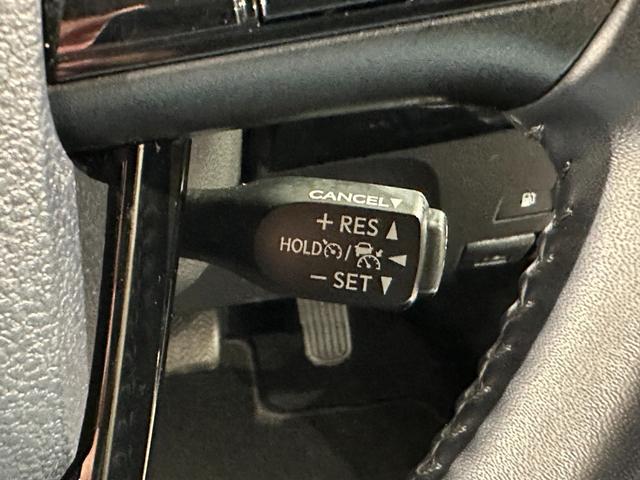 CANCEL▼
+ RES ▲
HOLD / ◀
− SET ▼